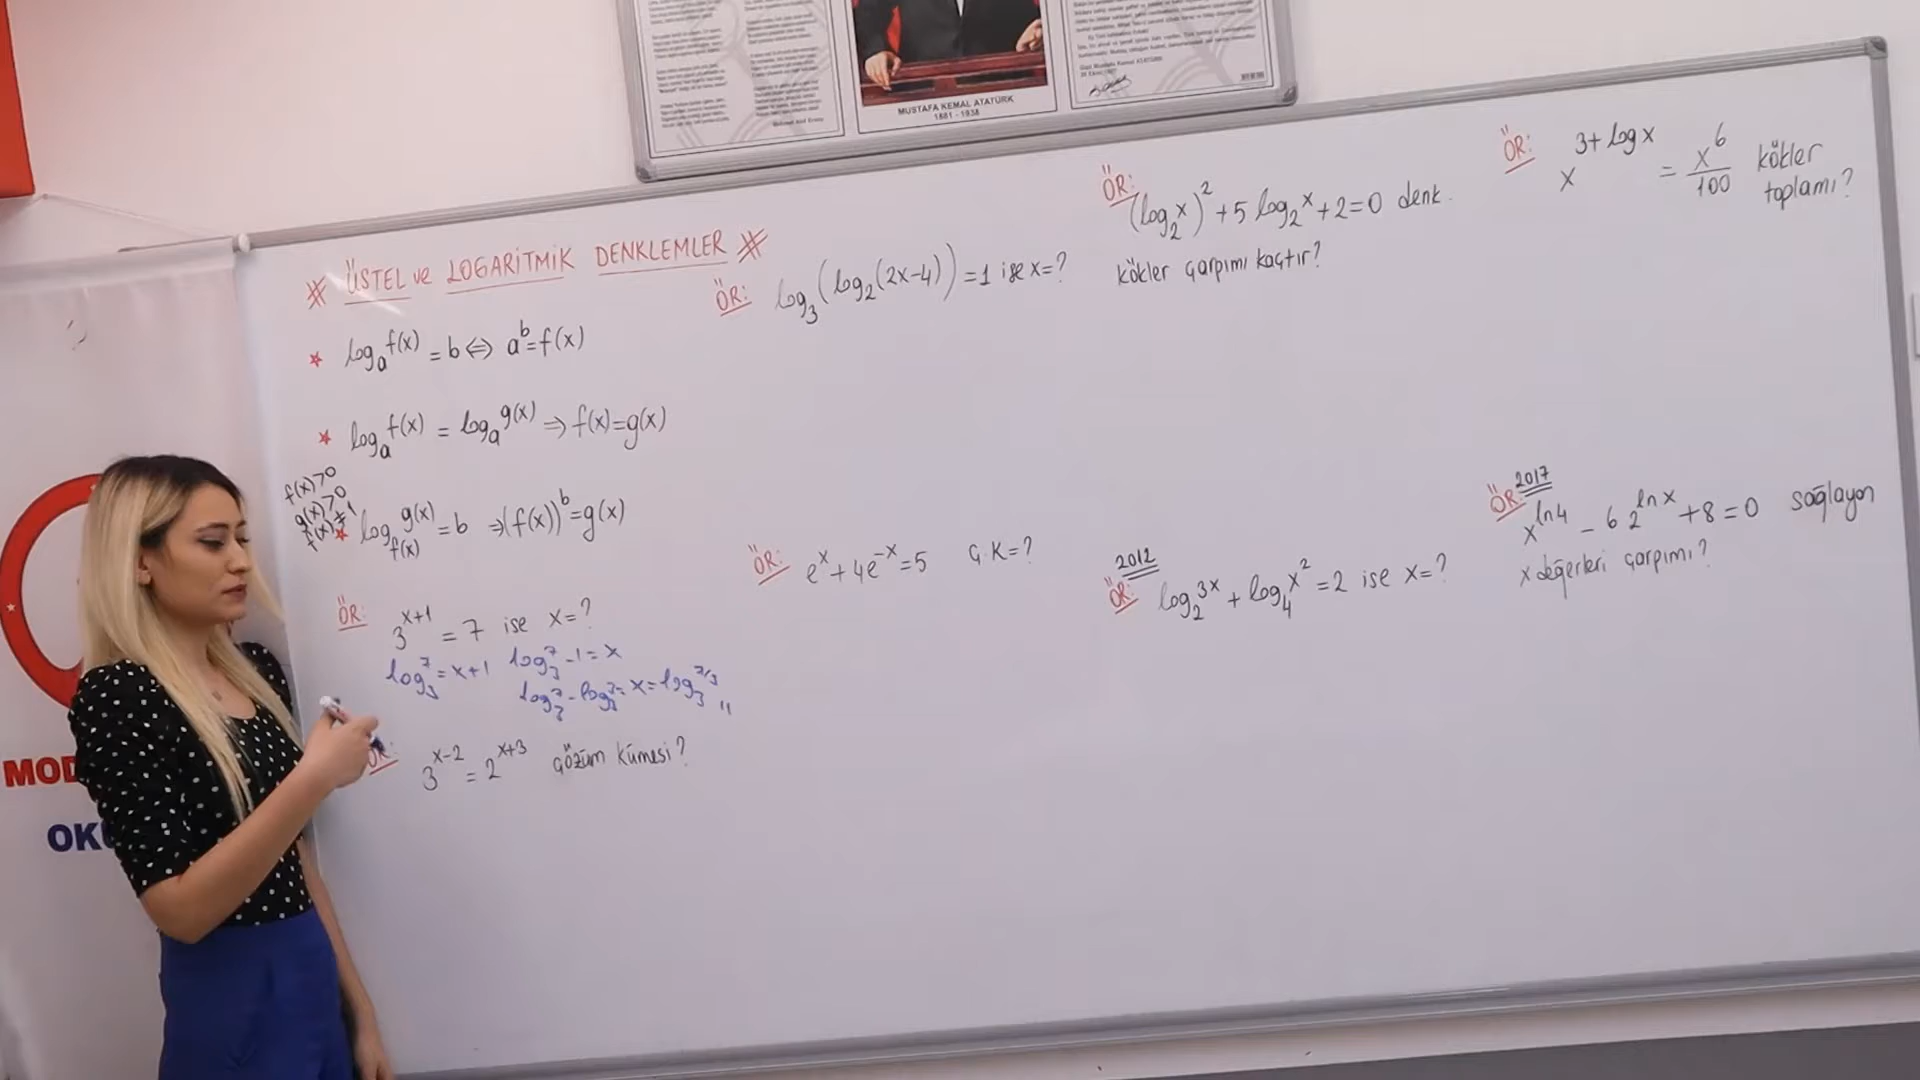 MUSTAFA KEMAL ATATÜRK
1881 - 1938
※ ÜSTEL ve LOGARİTMİK DENKLEMLER ※
* log_a f(x) = b ⇔ a^b = f(x)
* log_a f(x) = log_a g(x) ⇒ f(x)=g(x)
f(x)>0
g(x)>0
f(x)≠1
* log_f(x) g(x) = b ⇒ (f(x))^b = g(x)
ÖR: 3^(x+1) = 7 ise x=?
log_3 7 = x+1 log_3 7 - 1 = x
log_3 7 - log_3 3 = x = log_3 7/3 "
ÖR: 3^(x-2) = 2^(x+3) çözüm kümesi?
ÖR: log_3 (log_2 (2x-4)) = 1 ise x=?
ÖR: e^x + 4e^-x = 5 Ç.K=?
ÖR: (log_2 x)^2 + 5 log_2 x + 2 = 0 denk.
kökler çarpımı kaçtır?
2012
ÖR: log_2 3x + log_4 x^2 = 2 ise x=?
ÖR: x^(3+log x) = x^6/100 kökler
toplamı?
2017
ÖR: x^(ln4) - 6 2^(ln x) + 8 = 0 sağlayan
x değerleri çarpımı?
MOD
OKU